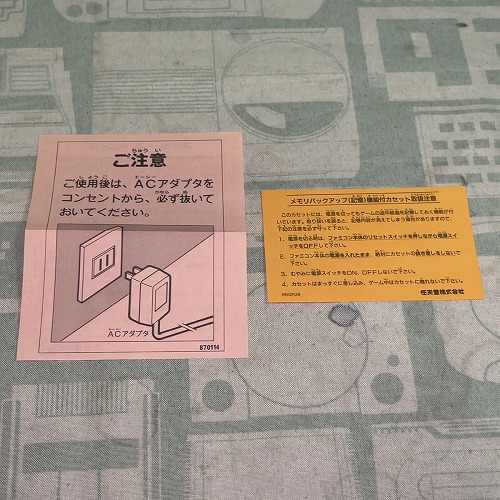 ご注意
ご使用後は、ACアダプタを
コンセントから、必ず抜いて
おいてください。
ACアダプタ
870114
メモリバックアップ(記憶)機能付カセット取扱注意
このカセットには、電源を切ってもゲームの途中経過を記憶しておく機能が付
いています。取り扱いを誤ると、記憶内容が消えてしまう場合がありますので、
下記の注意を必ず守って下さい。
1. 電源を切る時は、ファミコン本体のリセットスイッチを押しながら電源スイ
ッチをOFFして下さい。
2. ファミコン本体の電源を入れたまま、絶対にカセットの抜き差しをしないで
下さい。
3. むやみに電源スイッチをON、OFFしないで下さい。
4. カセットはまっすぐに差し込み、ゲーム中はカセットに触れないで下さい。
任天堂株式会社